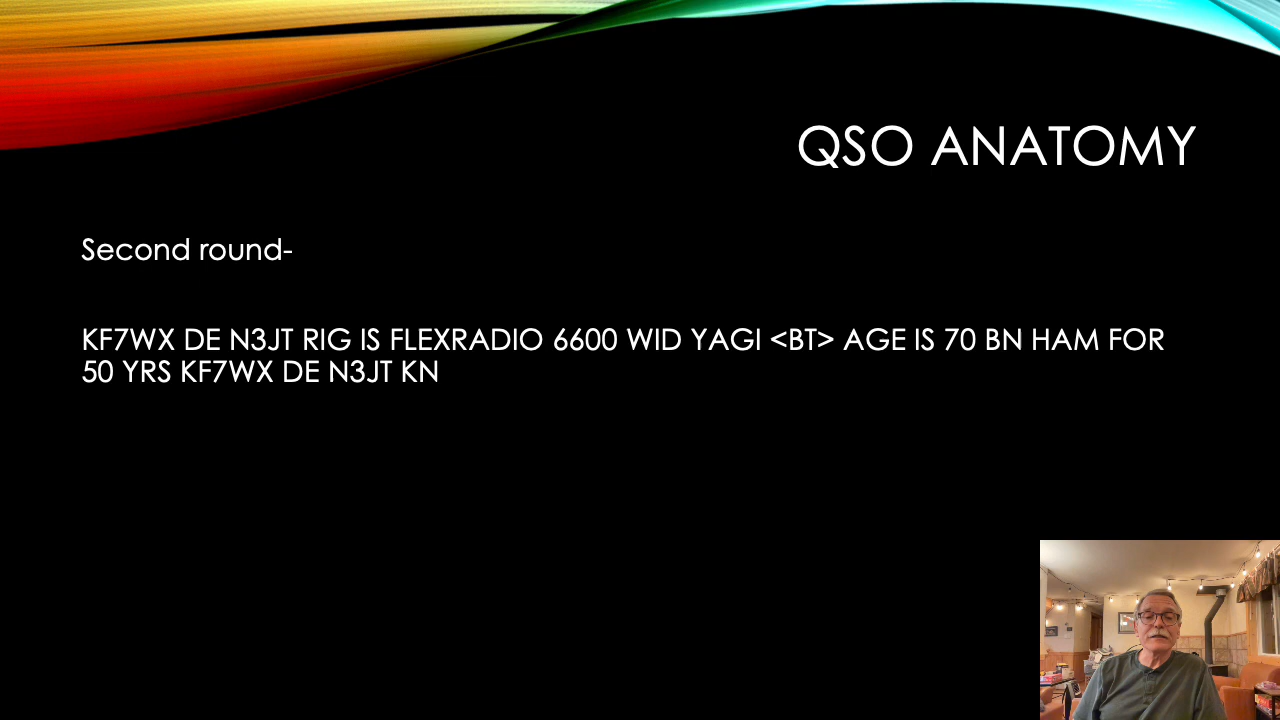 QSO ANATOMY
Second round-
KF7WX DE N3JT RIG IS FLEXRADIO 6600 WID YAGI <BT> AGE IS 70 BN HAM FOR
50 YRS KF7WX DE N3JT KN